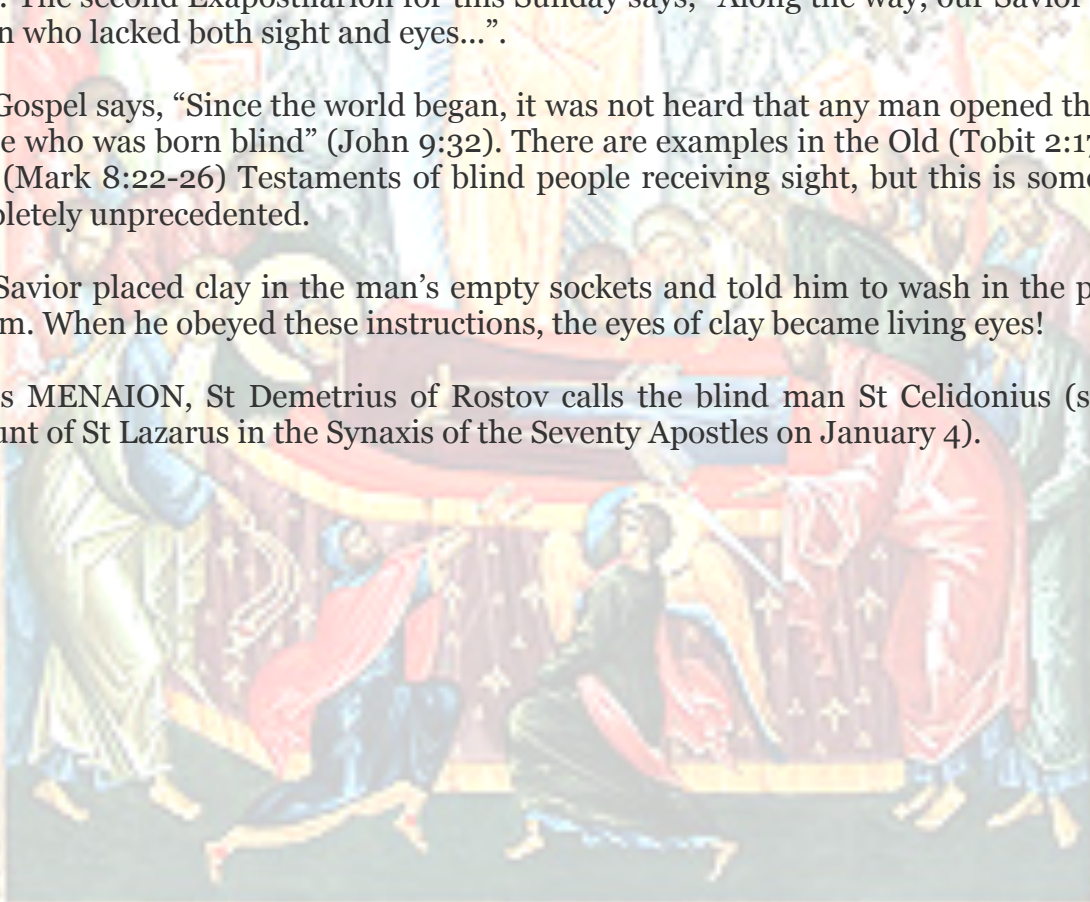 . The second Exapostilarion for this Sunday says, “Along the way, our Savior
n who lacked both sight and eyes...”.
Gospel says, “Since the world began, it was not heard that any man opened th
e who was born blind” (John 9:32). There are examples in the Old (Tobit 2:1
(Mark 8:22-26) Testaments of blind people receiving sight, but this is some
pletely unprecedented.
Savior placed clay in the man’s empty sockets and told him to wash in the p
m. When he obeyed these instructions, the eyes of clay became living eyes!
s MENAION, St Demetrius of Rostov calls the blind man St Celidonius (s
unt of St Lazarus in the Synaxis of the Seventy Apostles on January 4).